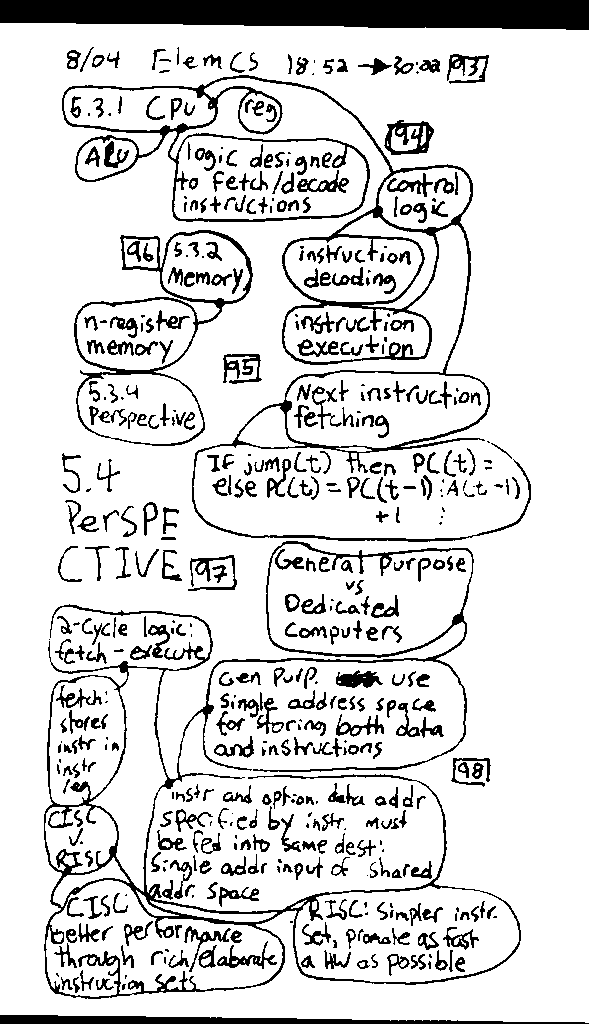 8/04 ElemCS 18:52 → 20:22 93
5.3.1 CPU
reg
ALU
logic designed
to fetch/decode
instructions
94
control
logic
instruction
decoding
instruction
execution
96
5.3.2
Memory
n-register
memory
5.3.4
Perspective
95
Next instruction
fetching
IF jump(t) then PC(t) = A(t-1)
else PC(t) = PC(t-1)
+1
5.4
PERSPE
CTIVE 97
General Purpose
vs
Dedicated
Computers
2-cycle logic:
fetch-execute
Gen Purp. use
single address space
for storing both data
and instructions
fetch:
stores
instr in
instr
reg
98
instr and option. data addr
specified by instr. must
be fed into same dest:
single addr input of shared
addr. space
CISC
v.
RISC
CISC
better performance
through rich/elaborate
instruction sets
RISC: Simpler instr.
set, promote as fast
a HW as possible